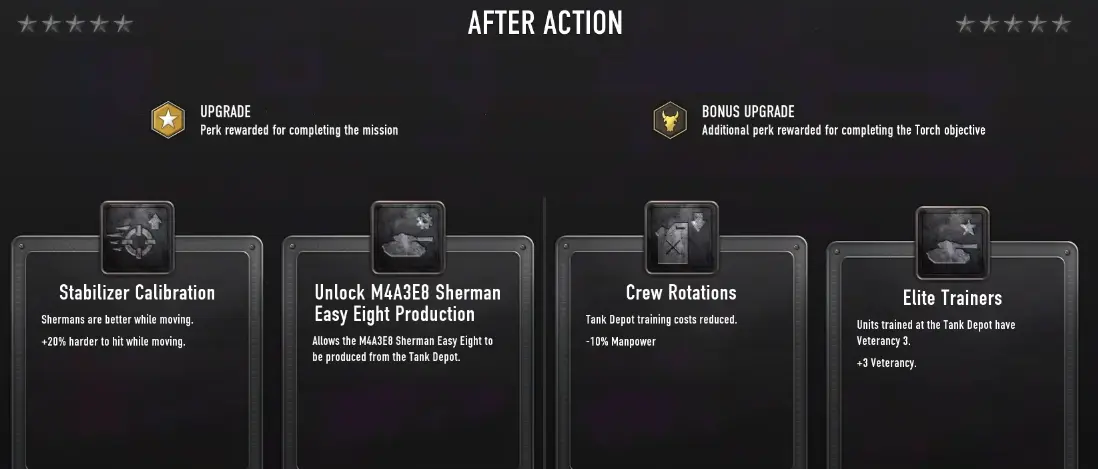 AFTER ACTION
UPGRADE
Perk rewarded for completing the mission
BONUS UPGRADE
Additional perk rewarded for completing the Torch objective
Stabilizer Calibration
Shermans are better while moving.
+20% harder to hit while moving.
Unlock M4A3E8 Sherman
Easy Eight Production
Allows the M4A3E8 Sherman Easy Eight to
be produced from the Tank Depot.
Crew Rotations
Tank Depot training costs reduced.
-10% Manpower
Elite Trainers
Units trained at the Tank Depot have
Veterancy 3.
+3 Veterancy.